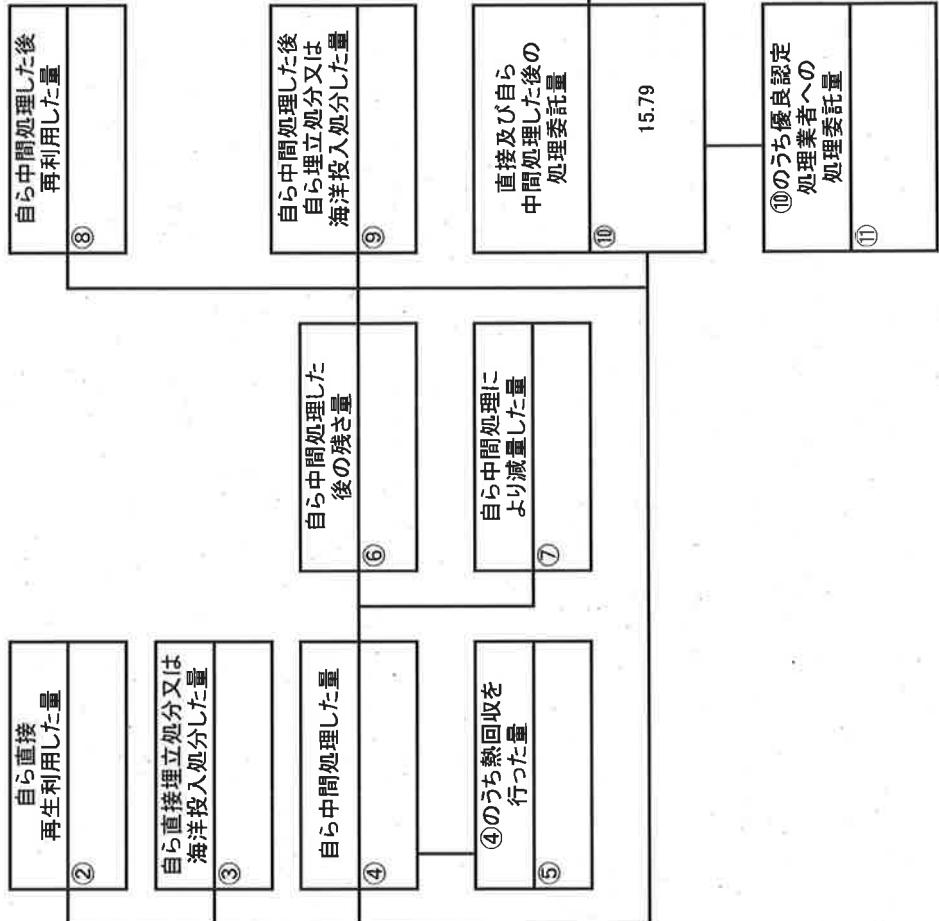 自ら直接
再生利用した量
②
自ら直接埋立処分又は
海洋投入処分した量
③
自ら中間処理した量
④
④のうち熱回収を
行った量
⑤
自ら中間処理した
後の残さ量
⑥
自ら中間処理に
より減量した量
⑦
自ら中間処理した後
再利用した量
⑧
自ら中間処理した後
自ら埋立処分又は
海洋投入処分した量
⑨
直接及び自ら
中間処理した後の
処理委託量
⑩
15.79
⑩のうち優良認定
処理業者への
処理委託量
⑪